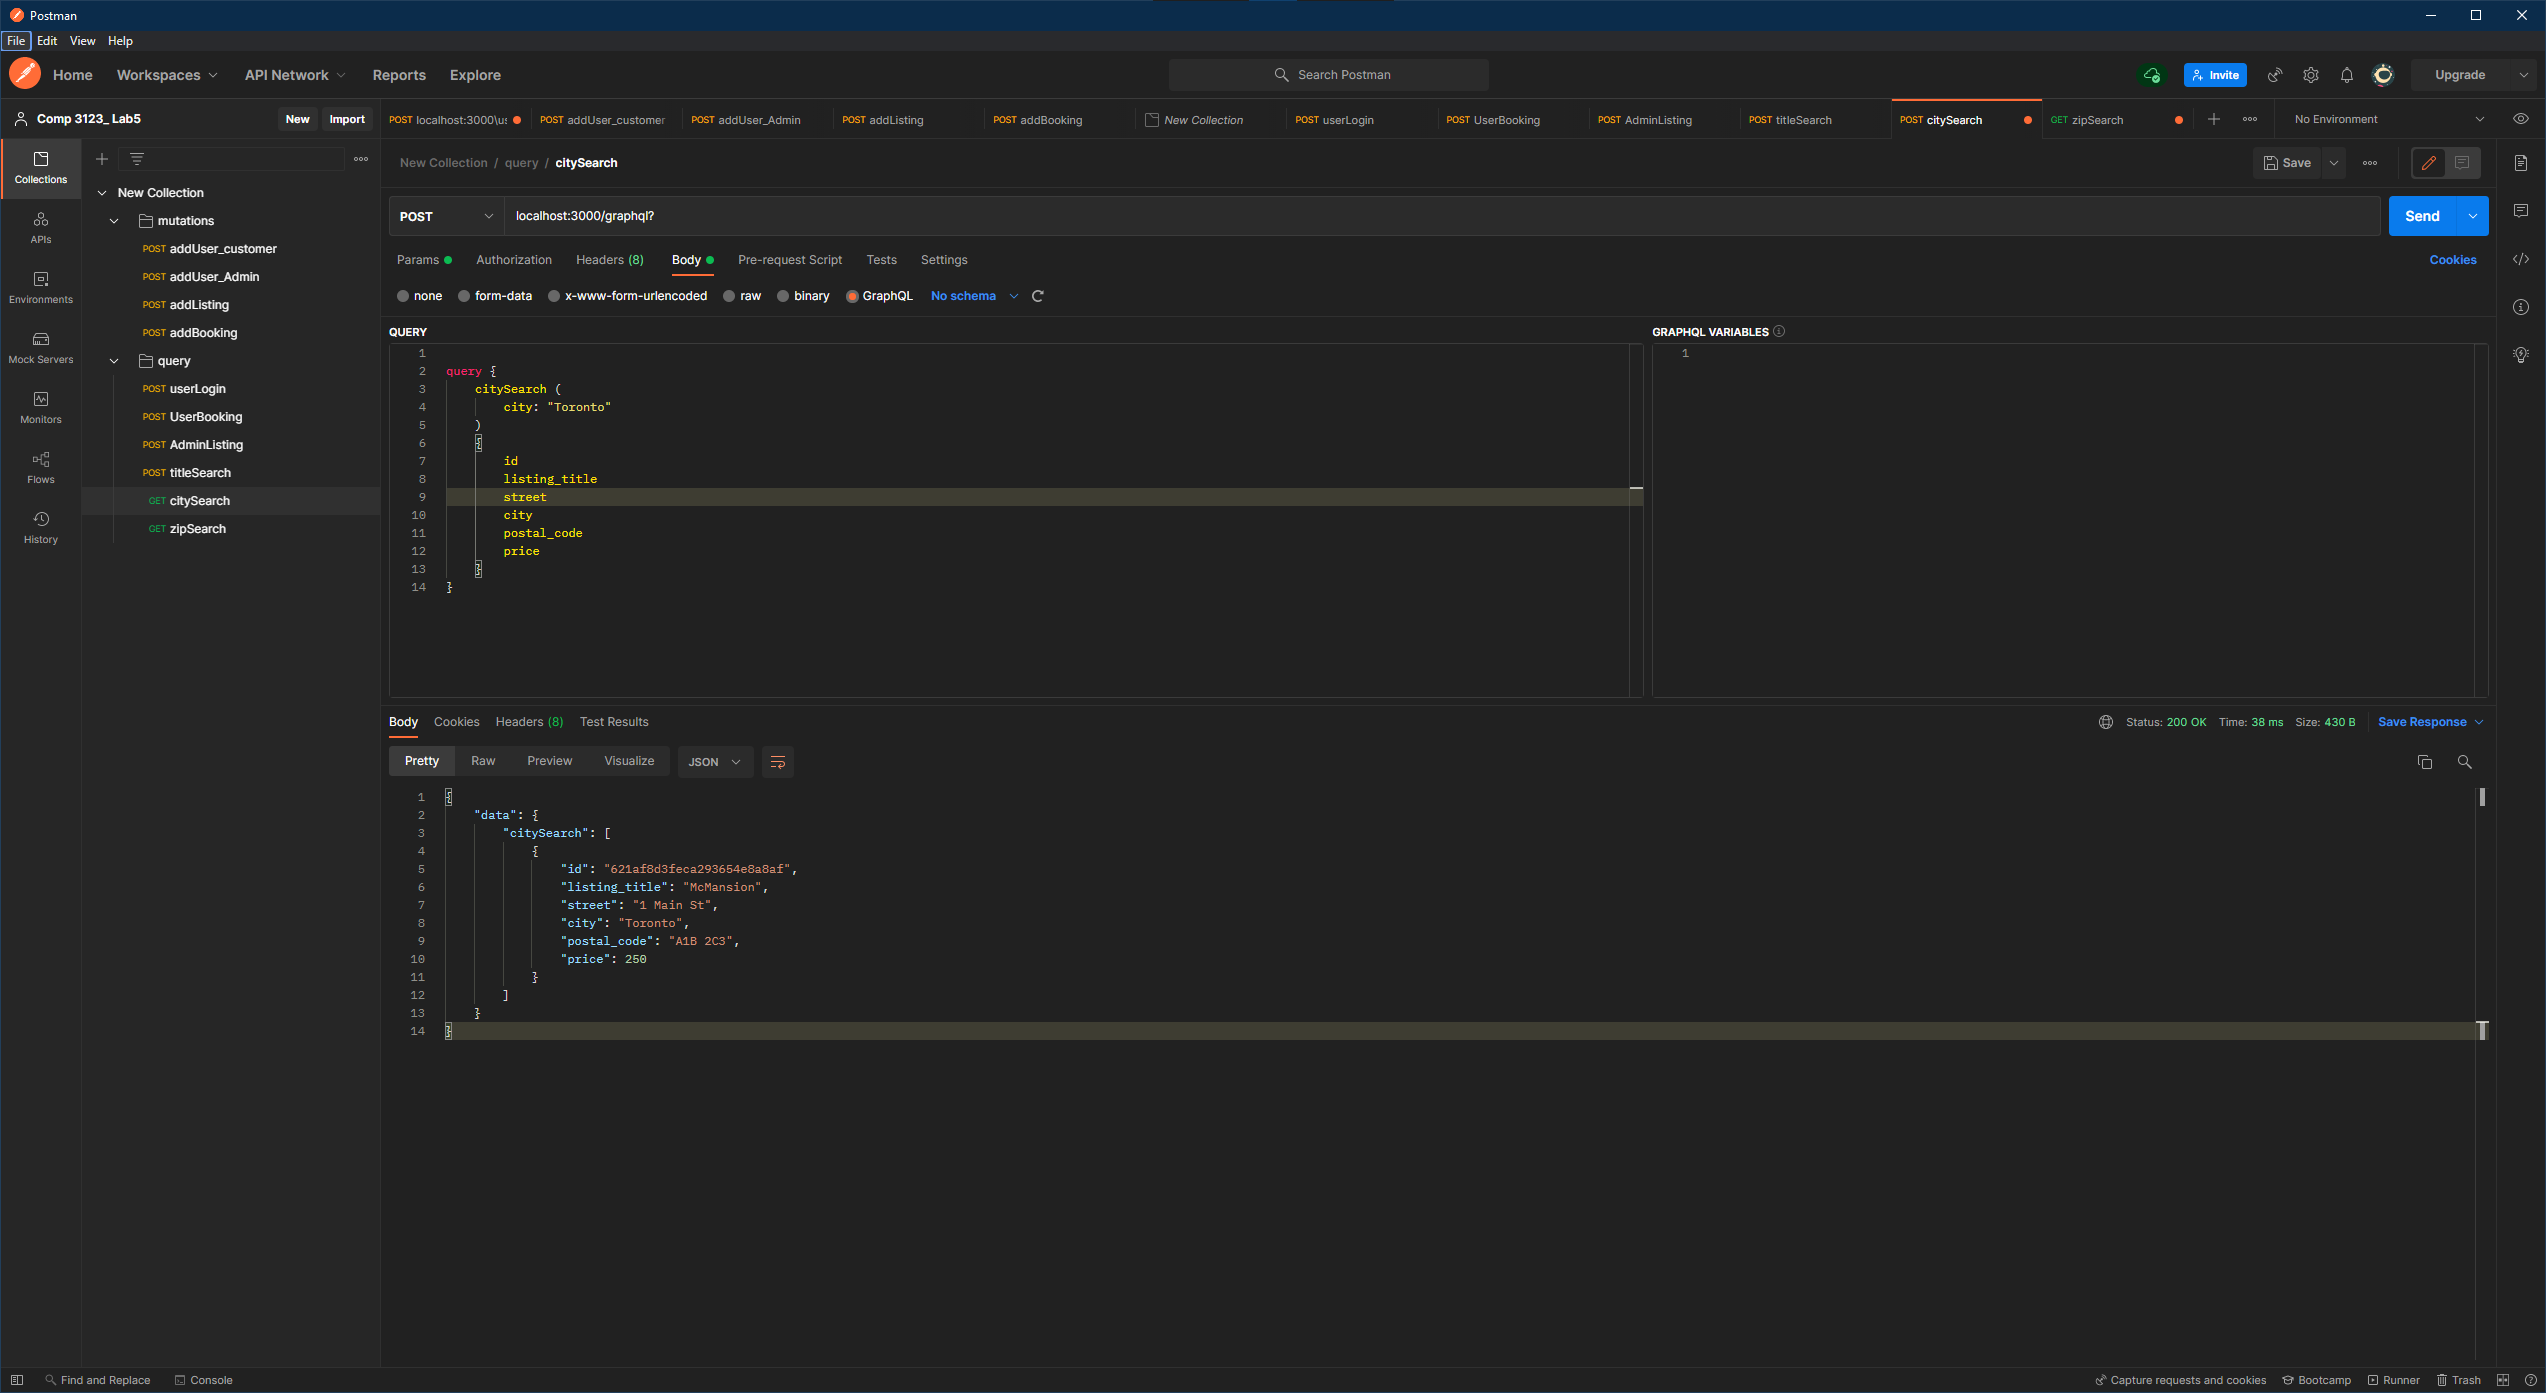 Postman
File Edit View Help
Home Workspaces API Network Reports Explore Search Postman Invite Upgrade
Comp 3123_ Lab5 New Import
POST localhost:3000\us POST addUser_customer POST addUser_Admin POST addListing POST addBooking New Collection POST userLogin POST UserBooking POST AdminListing POST titleSearch POST citySearch GET zipSearch No Environment
New Collection / query / citySearch Save
Collections
APIs
Environments
Mock Servers
Monitors
Flows
History
New Collection
mutations
POST addUser_customer
POST addUser_Admin
POST addListing
POST addBooking
query
POST userLogin
POST UserBooking
POST AdminListing
POST titleSearch
GET citySearch
GET zipSearch
POST localhost:3000/graphql? Send
Params Authorization Headers (8) Body Pre-request Script Tests Settings Cookies
none form-data x-www-form-urlencoded raw binary GraphQL No schema
QUERY
1
2 query {
3 citySearch (
4 city: "Toronto"
5 )
6 {
7 id
8 listing_title
9 street
10 city
11 postal_code
12 price
13 }
14 }
GRAPHQL VARIABLES
1
Body Cookies Headers (8) Test Results Status: 200 OK Time: 38 ms Size: 430 B Save Response
Pretty Raw Preview Visualize JSON
1 {
2 "data": {
3 "citySearch": [
4 {
5 "id": "621af8d3feca293654e8a8af",
6 "listing_title": "McMansion",
7 "street": "1 Main St",
8 "city": "Toronto",
9 "postal_code": "A1B 2C3",
10 "price": 250
11 }
12 ]
13 }
14 }
Find and Replace Console Capture requests and cookies Bootcamp Runner Trash